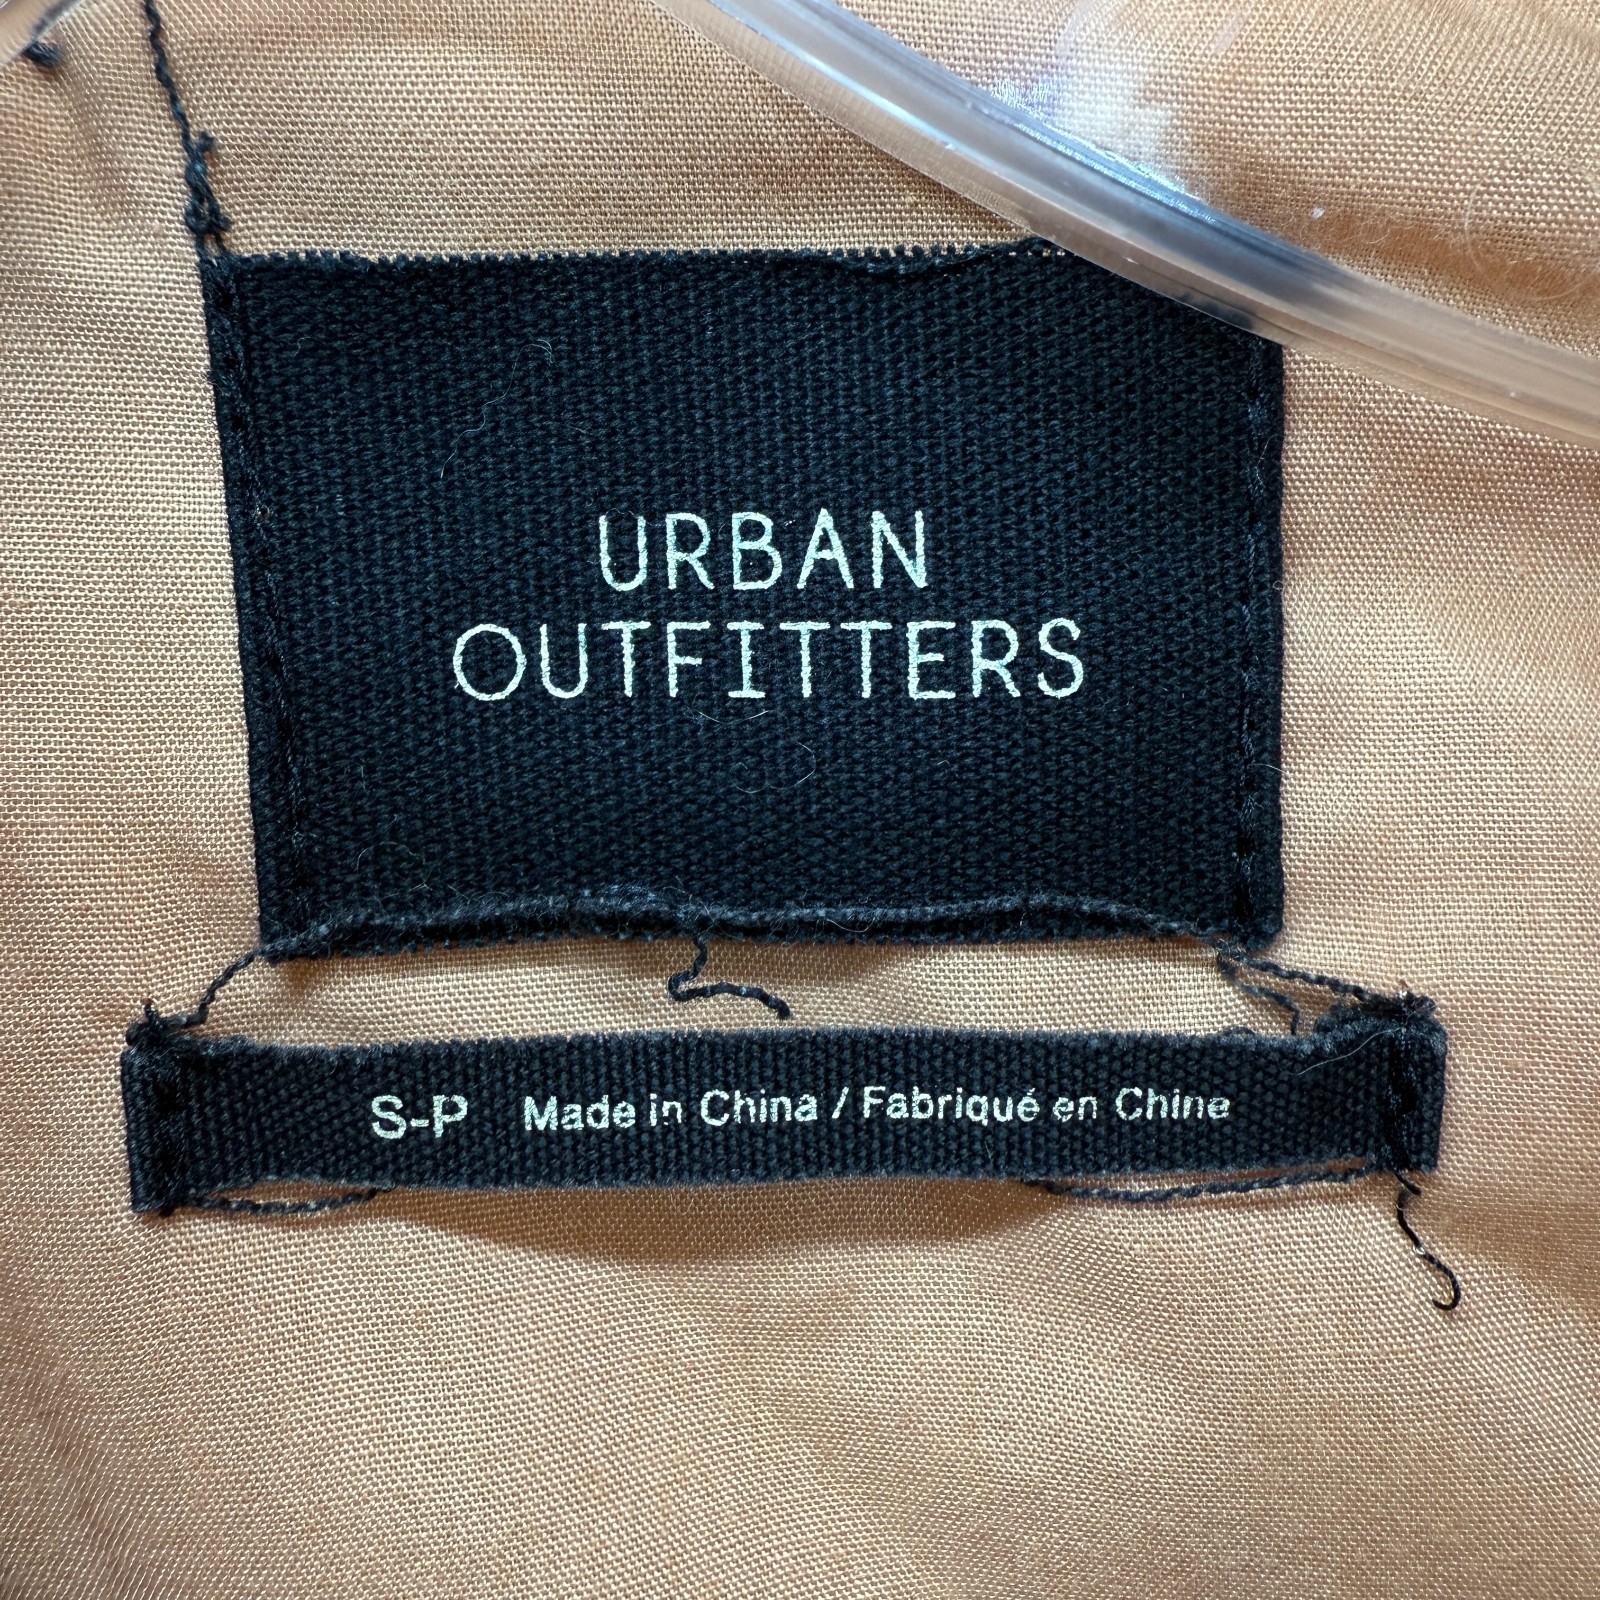 URBAN
OUTFITTERS
S-P Made in China / Fabriqué en Chine